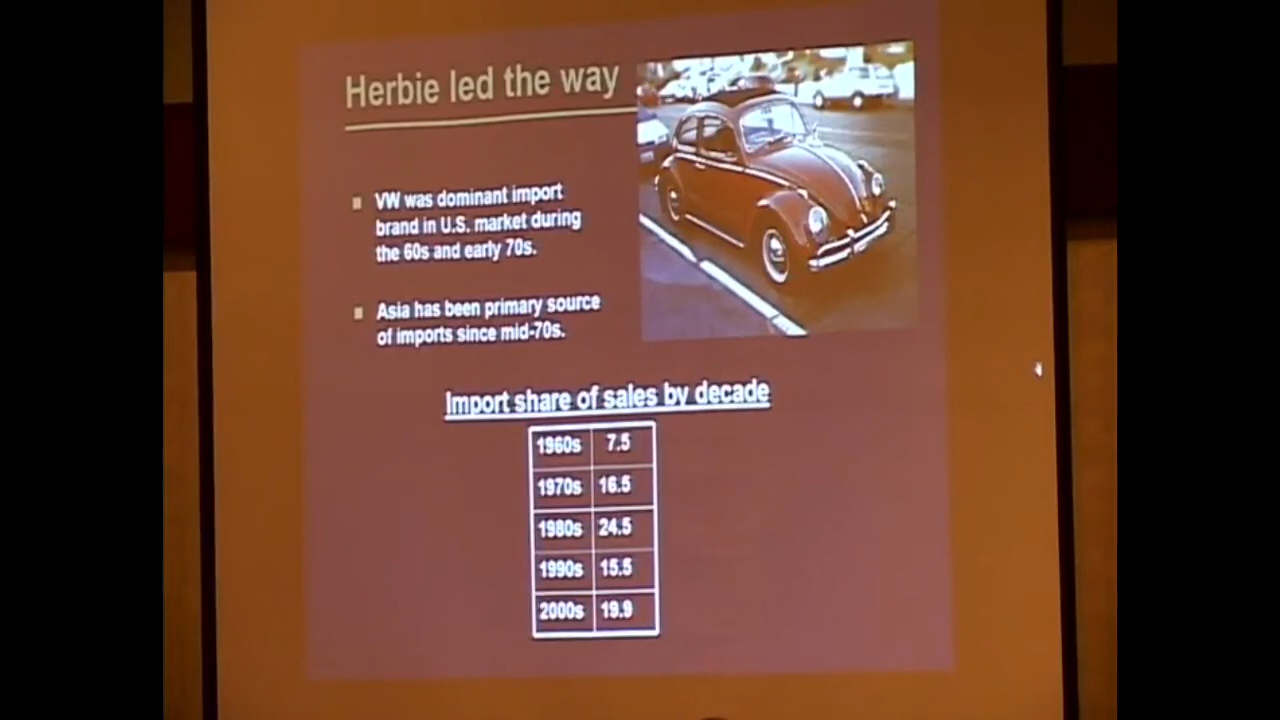 Herbie led the way
VW was dominant import
brand in U.S. market during
the 60s and early 70s.
Asia has been primary source
of imports since mid-70s.
Import share of sales by decade
1960s 7.5
1970s 16.5
1980s 24.5
1990s 15.5
2000s 19.9